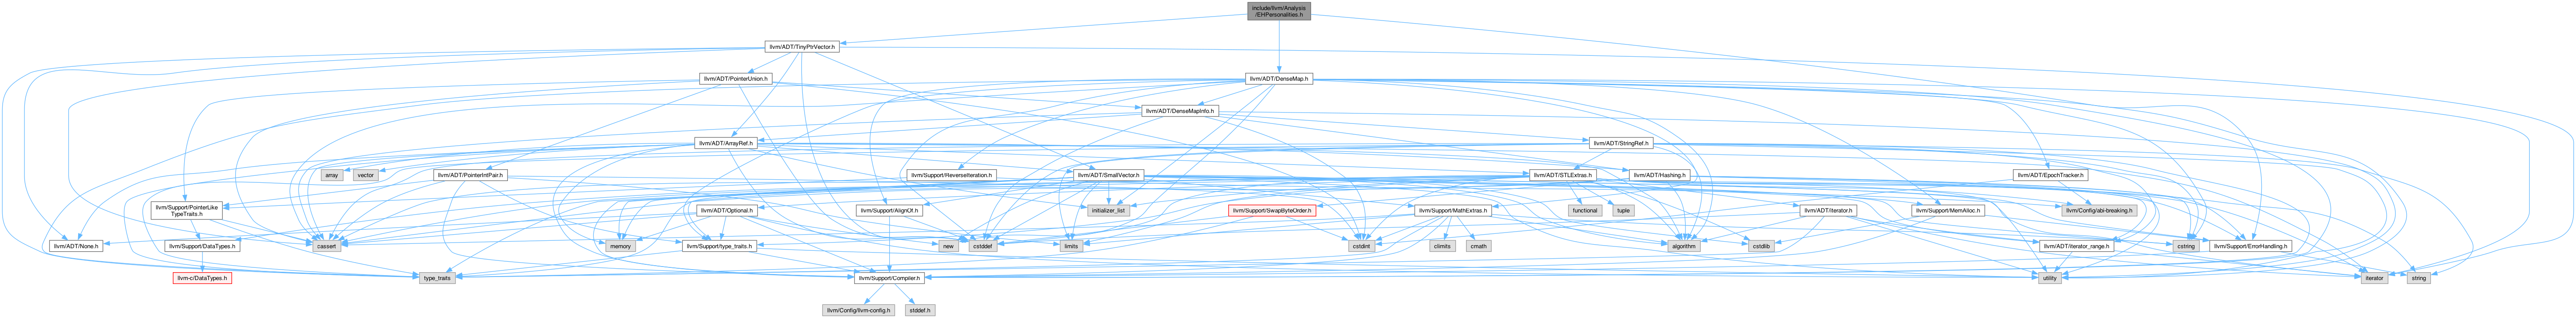 include/llvm/Analysis
/EHPersonalities.h
llvm/ADT/TinyPtrVector.h
llvm/ADT/PointerUnion.h
llvm/ADT/DenseMap.h
llvm/ADT/DenseMapInfo.h
llvm/ADT/ArrayRef.h
llvm/ADT/StringRef.h
array
vector
llvm/ADT/PointerIntPair.h
llvm/Support/ReverseIteration.h
llvm/ADT/SmallVector.h
llvm/ADT/STLExtras.h
llvm/ADT/Hashing.h
llvm/ADT/EpochTracker.h
llvm/Support/PointerLike
TypeTraits.h
llvm/ADT/Optional.h
llvm/Support/AlignOf.h
initializer_list
llvm/Support/SwapByteOrder.h
llvm/Support/MathExtras.h
functional
tuple
llvm/ADT/iterator.h
llvm/Support/MemAlloc.h
llvm/Config/abi-breaking.h
llvm/ADT/None.h
llvm/Support/DataTypes.h
cassert
memory
llvm/Support/type_traits.h
new
cstddef
limits
cstdint
climits
cmath
cstdlib
algorithm
llvm/ADT/iterator_range.h
cstring
llvm/Support/ErrorHandling.h
llvm-c/DataTypes.h
type_traits
llvm/Support/Compiler.h
utility
iterator
string
llvm/Config/llvm-config.h
stddef.h